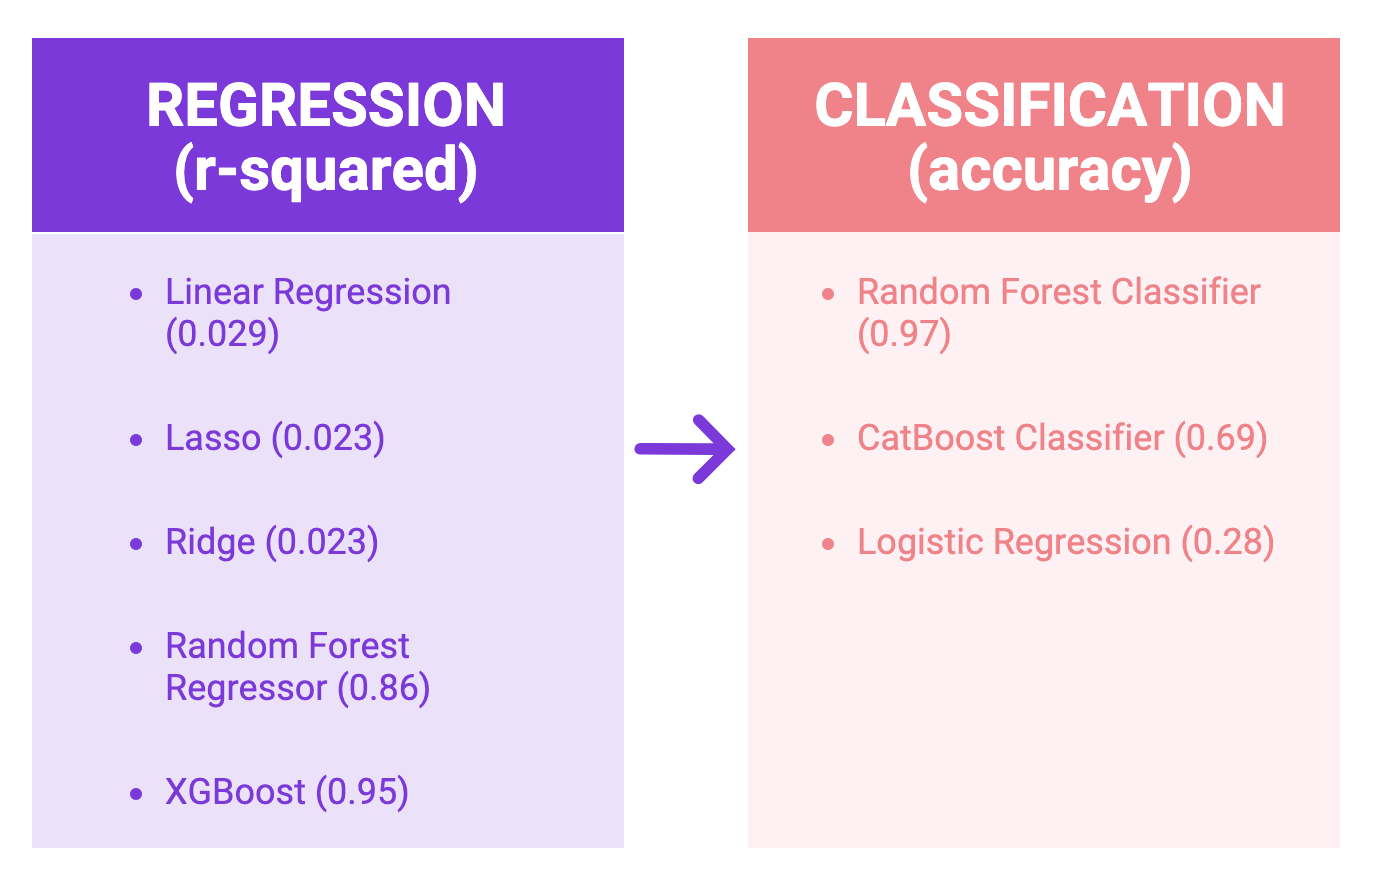 REGRESSION
(r-squared)
• Linear Regression
(0.029)
• Lasso (0.023)
• Ridge (0.023)
• Random Forest
Regressor (0.86)
• XGBoost (0.95)
CLASSIFICATION
(accuracy)
• Random Forest Classifier
(0.97)
• CatBoost Classifier (0.69)
• Logistic Regression (0.28)